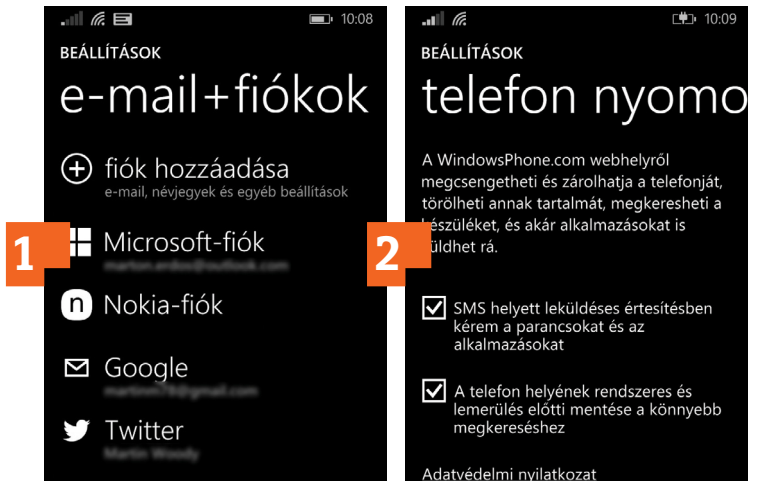 10:08
BEÁLLÍTÁSOK
e-mail+fiókok
fiók hozzáadása
e-mail, névjegyek és egyéb beállítások
1
Microsoft-fiók
n
Nokia-fiók
Google
Twitter
10:09
BEÁLLÍTÁSOK
telefon nyomo
A WindowsPhone.com webhelyről
megcsengetheti és zárolhatja a telefonját,
törölheti annak tartalmát, megkeresheti a
készüléket, és akár alkalmazásokat is
2
küldhet rá.
SMS helyett leküldéses értesítésben
kérem a parancsokat és az
alkalmazásokat
A telefon helyének rendszeres és
lemerülés előtti mentése a könnyebb
megkereséshez
Adatvédelmi nyilatkozat